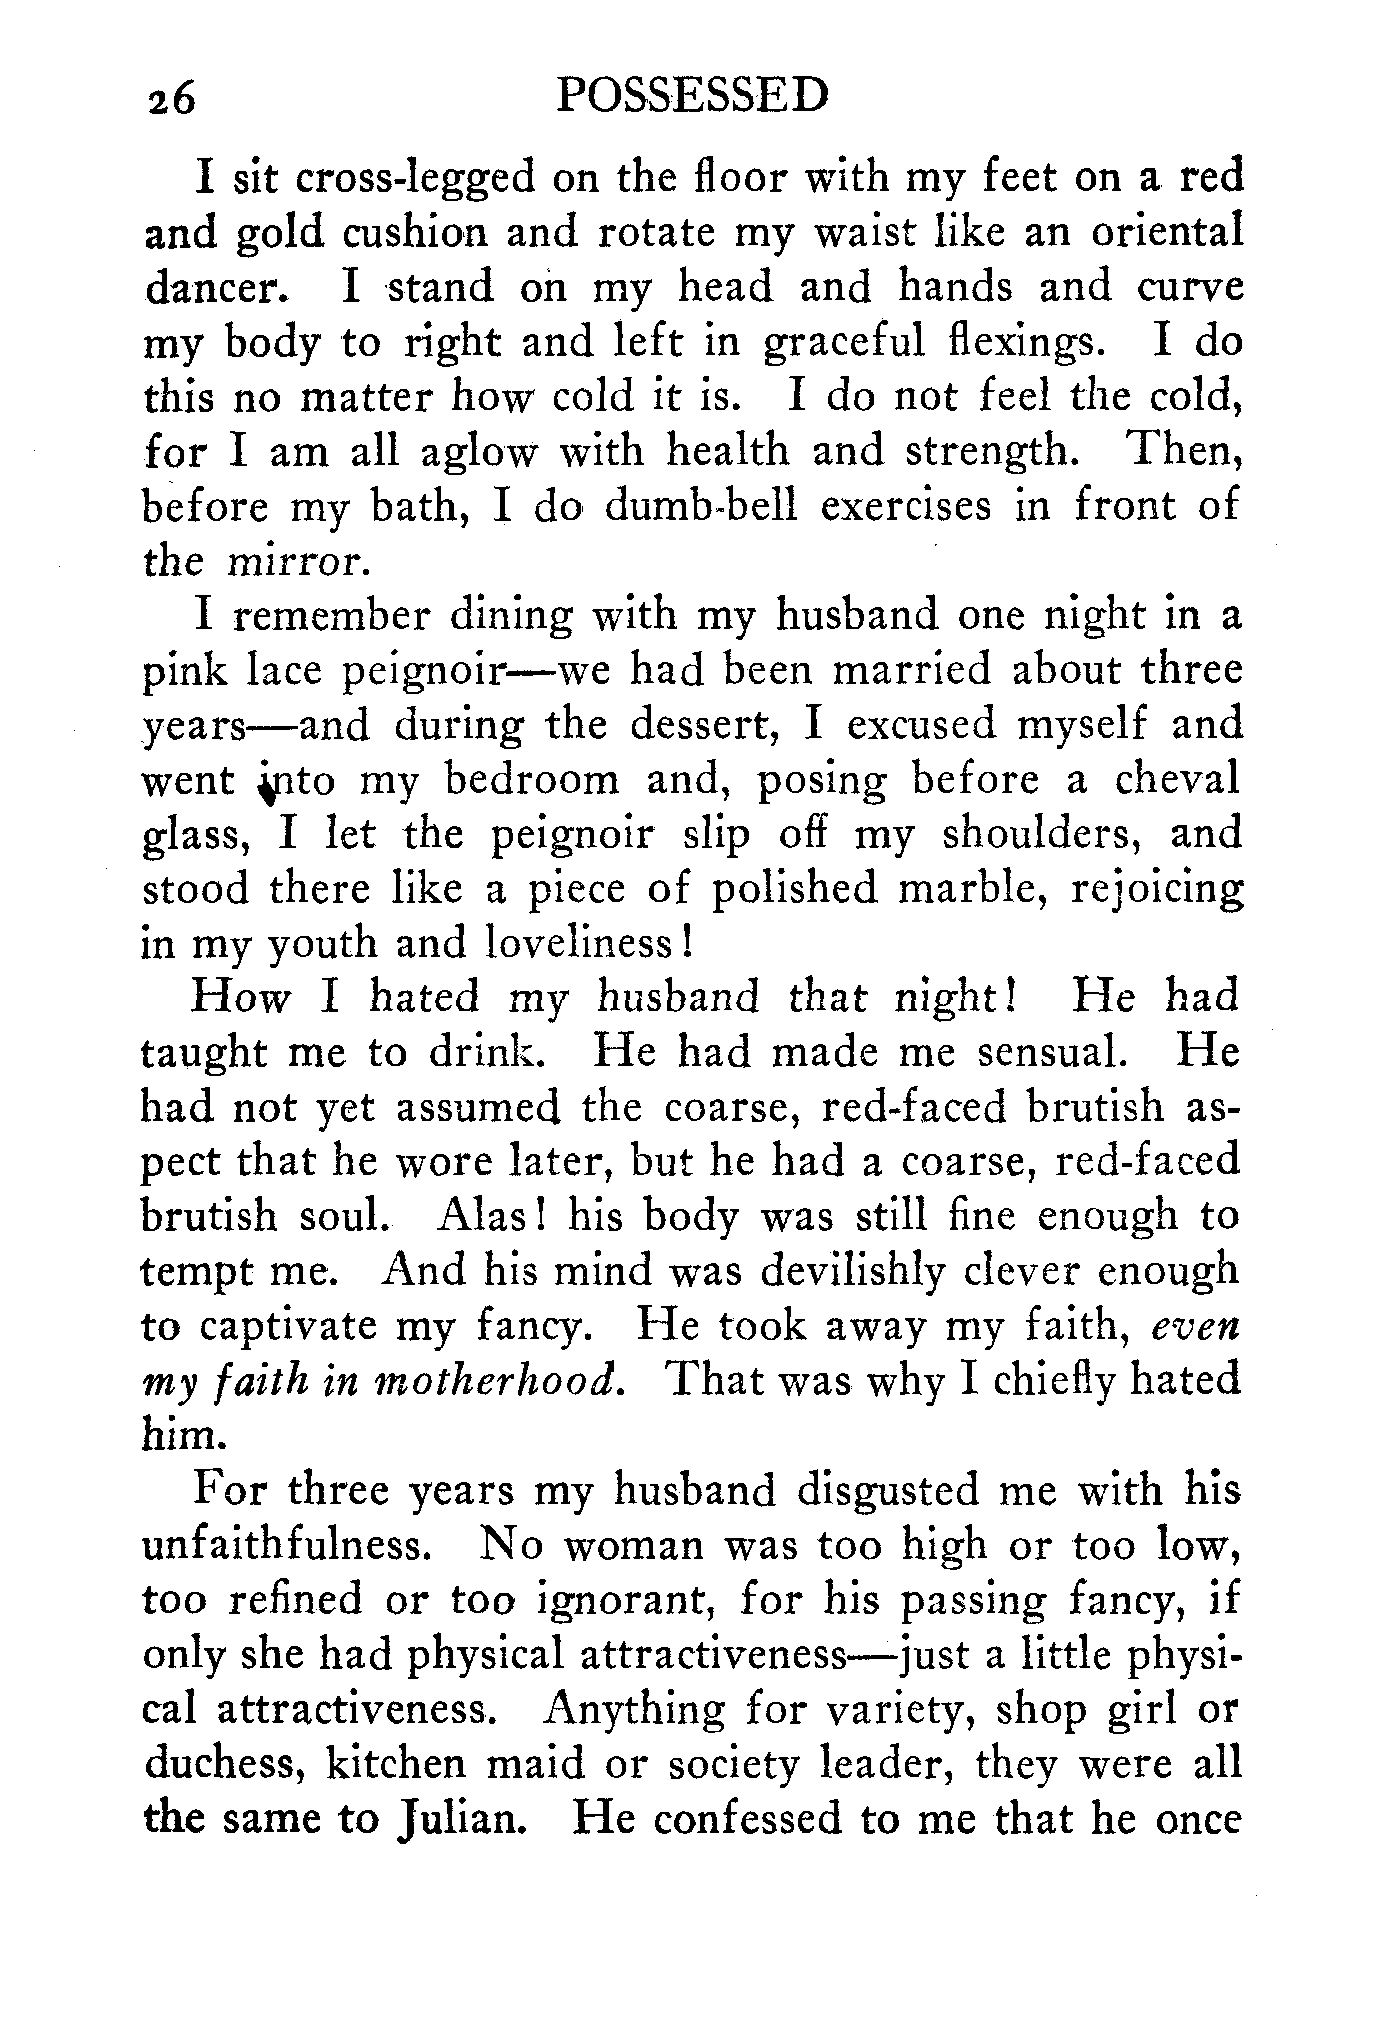 26 POSSESSED
I sit cross-legged on the floor with my feet on a red
and gold cushion and rotate my waist like an oriental
dancer. I stand on my head and hands and curve
my body to right and left in graceful flexings. I do
this no matter how cold it is. I do not feel the cold,
for I am all aglow with health and strength. Then,
before my bath, I do dumb-bell exercises in front of
the mirror.
I remember dining with my husband one night in a
pink lace peignoir—we had been married about three
years—and during the dessert, I excused myself and
went into my bedroom and, posing before a cheval
glass, I let the peignoir slip off my shoulders, and
stood there like a piece of polished marble, rejoicing
in my youth and loveliness!
How I hated my husband that night! He had
taught me to drink. He had made me sensual. He
had not yet assumed the coarse, red-faced brutish as-
pect that he wore later, but he had a coarse, red-faced
brutish soul. Alas! his body was still fine enough to
tempt me. And his mind was devilishly clever enough
to captivate my fancy. He took away my faith, even
my faith in motherhood. That was why I chiefly hated
him.
For three years my husband disgusted me with his
unfaithfulness. No woman was too high or too low,
too refined or too ignorant, for his passing fancy, if
only she had physical attractiveness—just a little physi-
cal attractiveness. Anything for variety, shop girl or
duchess, kitchen maid or society leader, they were all
the same to Julian. He confessed to me that he once